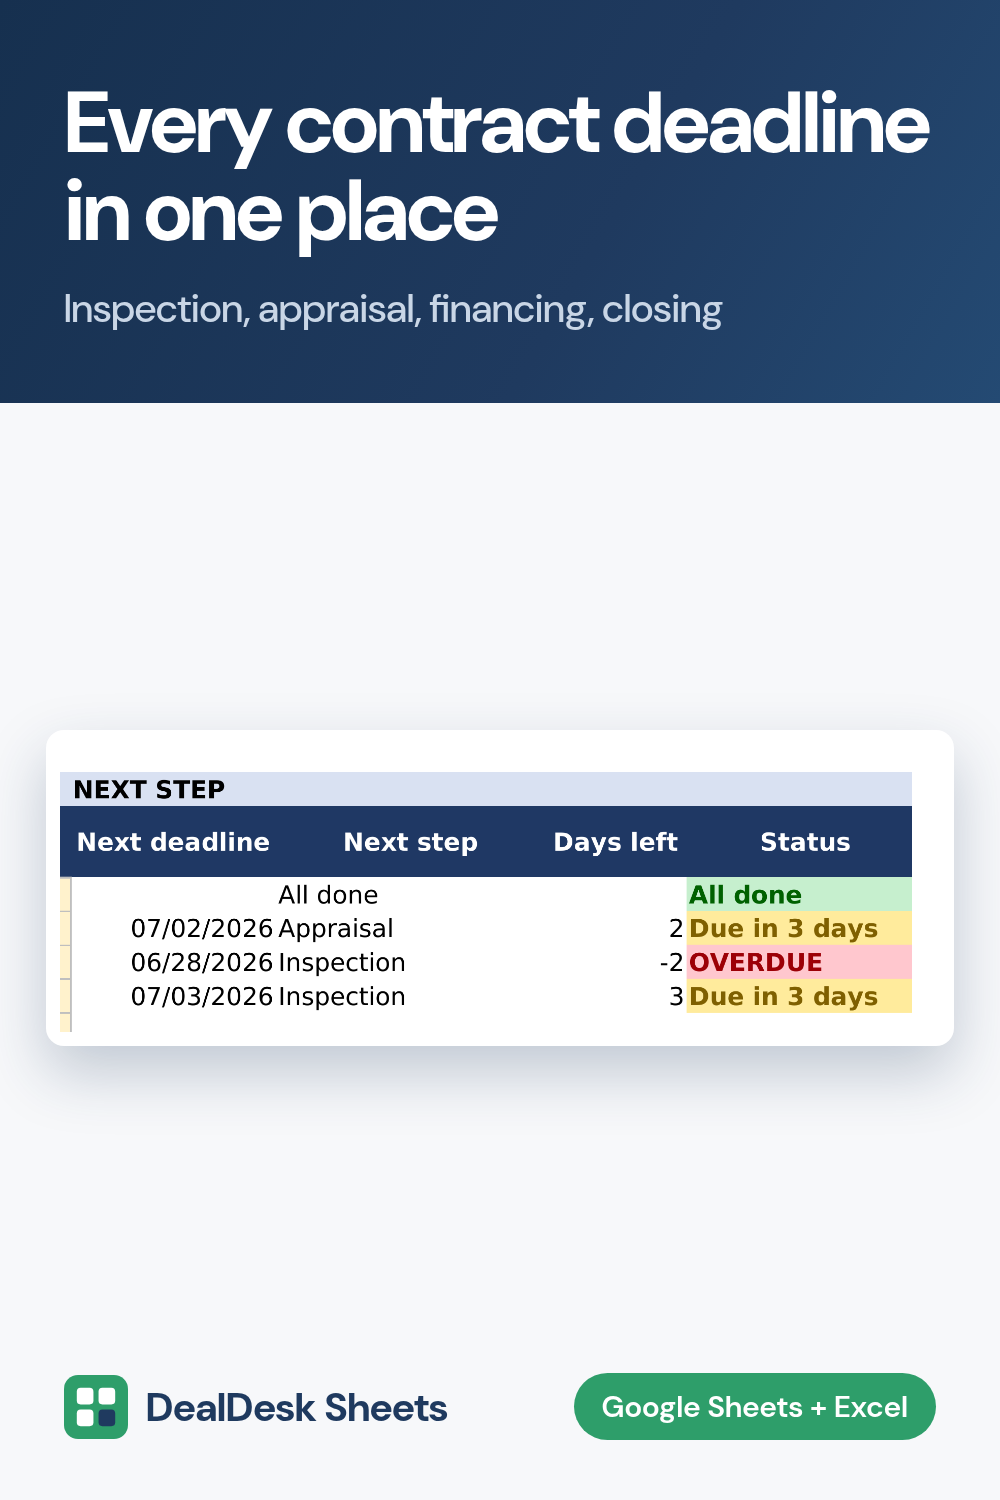 Every contract deadline
in one place
Inspection, appraisal, financing, closing
NEXT STEP
Next deadline Next step Days left Status
All done All done
07/02/2026 Appraisal 2 Due in 3 days
06/28/2026 Inspection -2 OVERDUE
07/03/2026 Inspection 3 Due in 3 days
DealDesk Sheets
Google Sheets + Excel